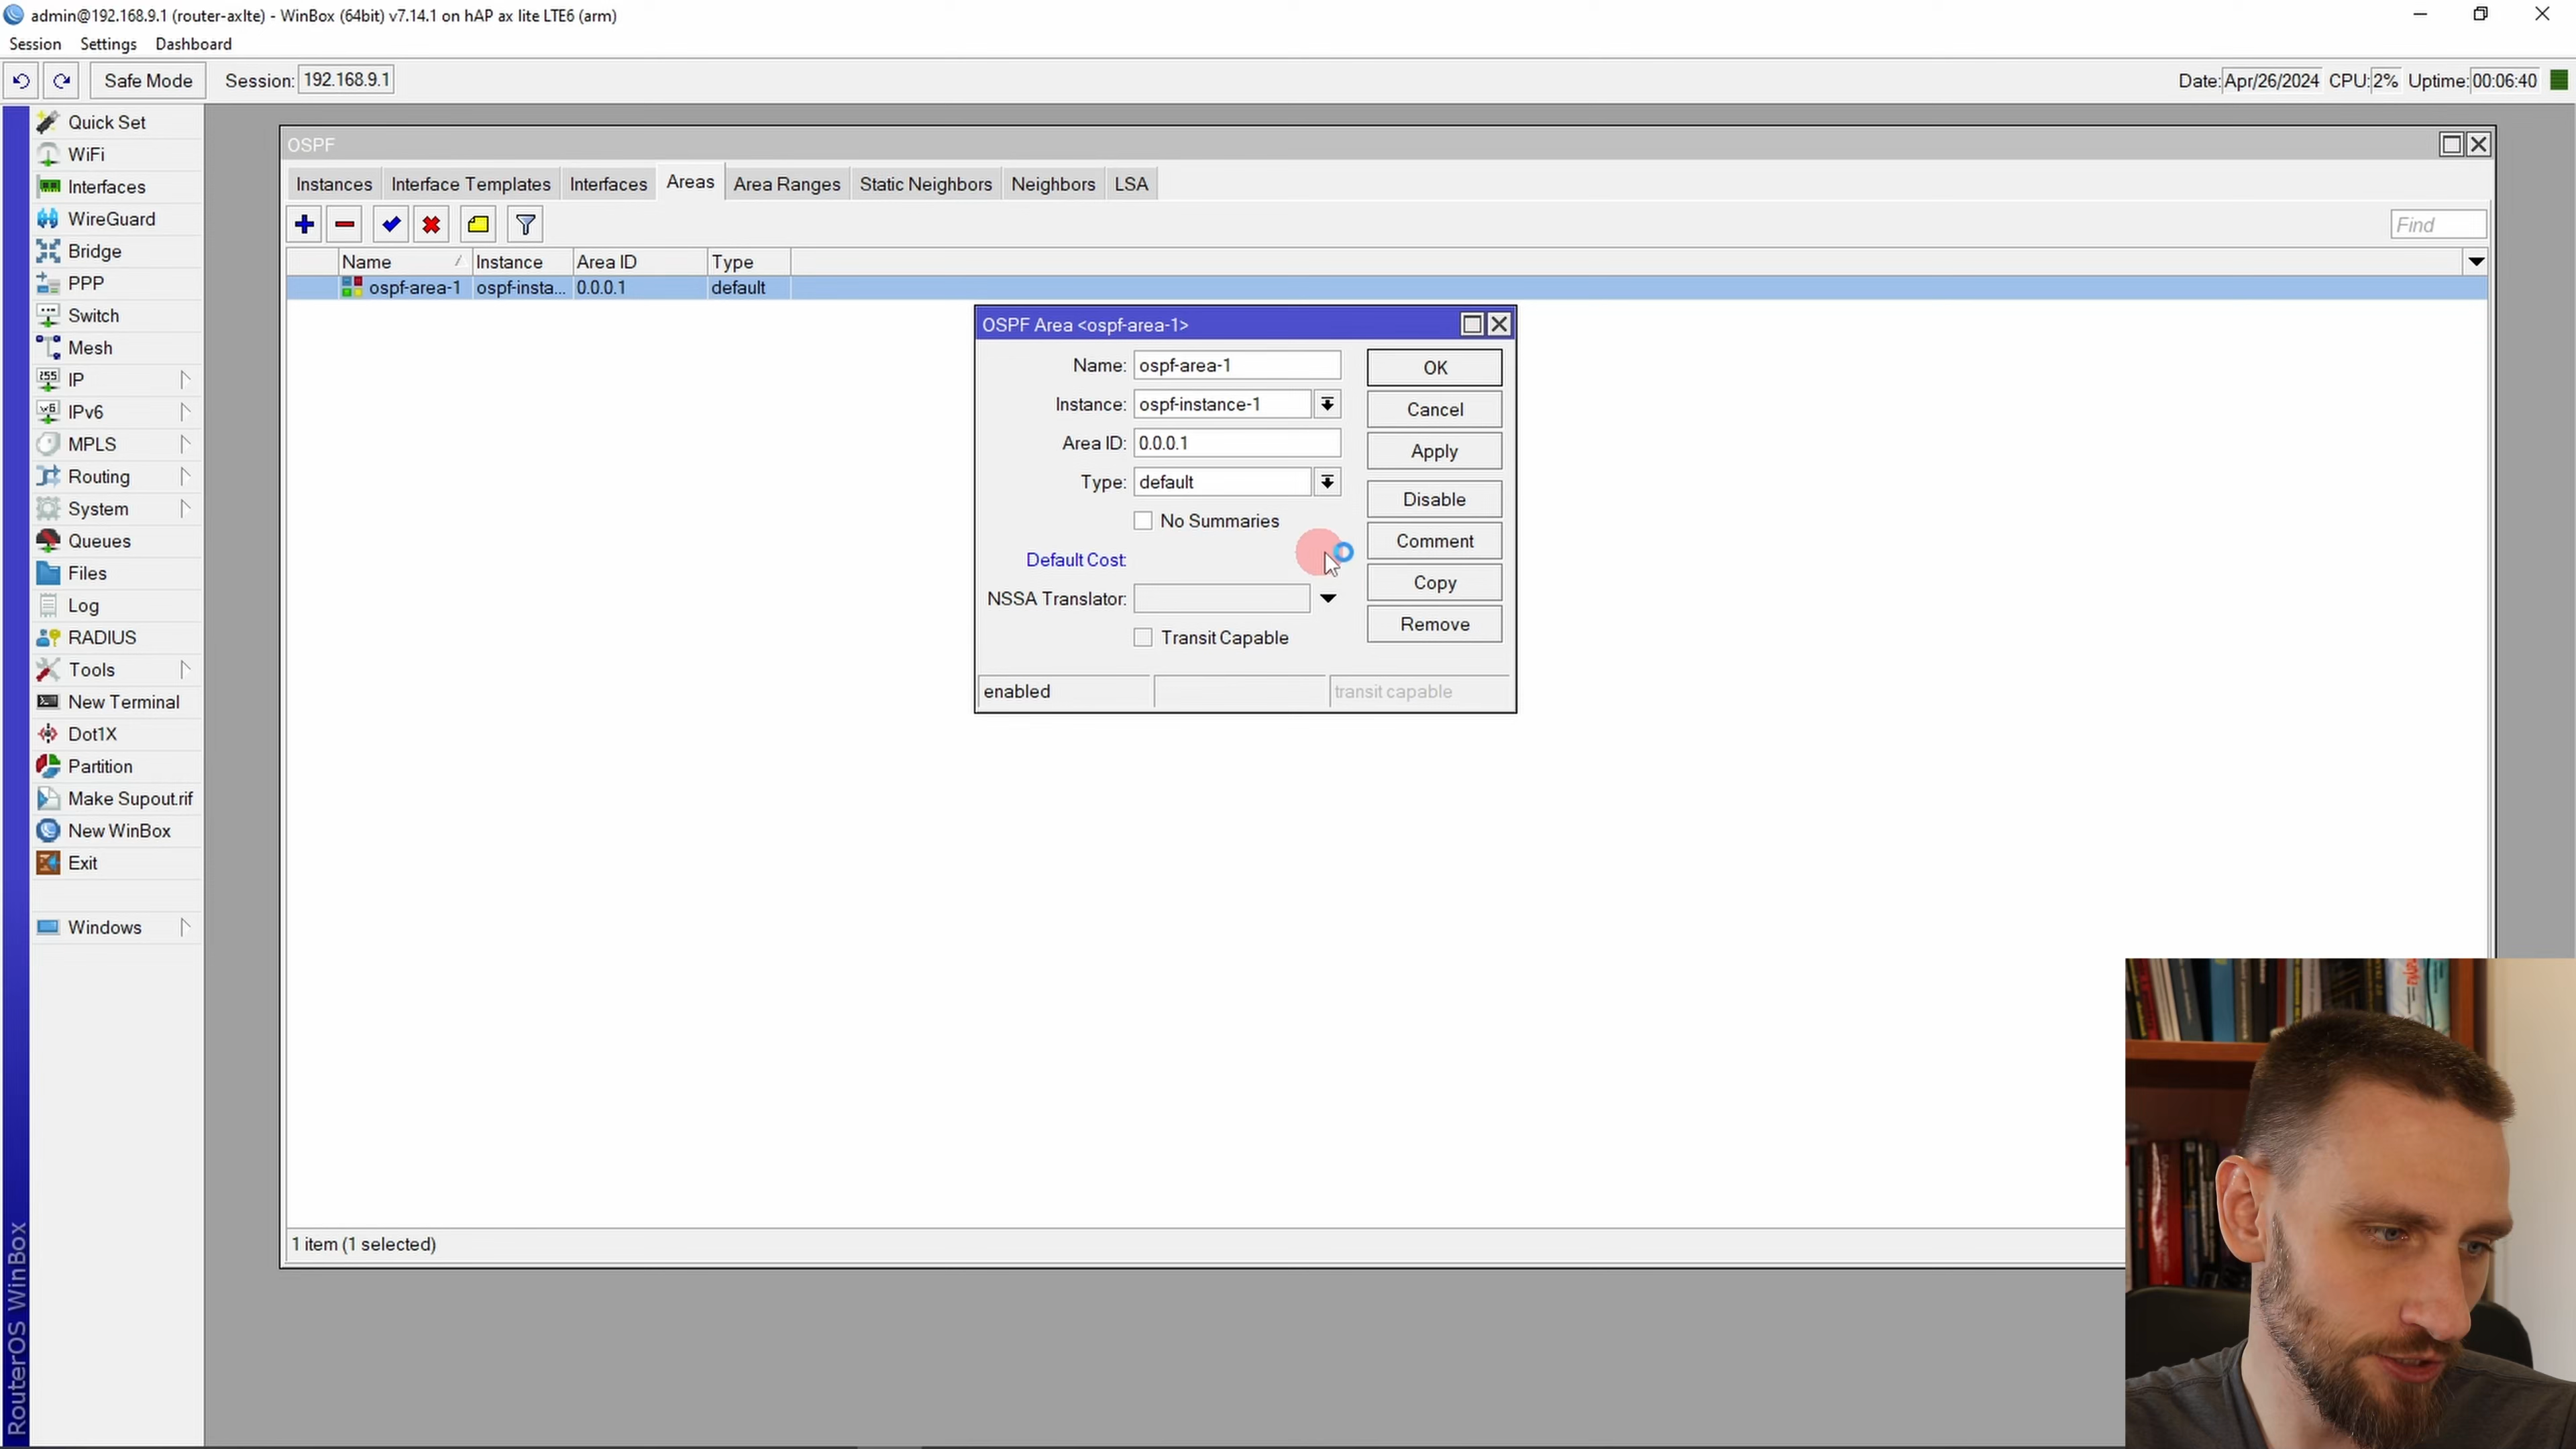 admin@192.168.9.1 (router-axlte) - WinBox (64bit) v7.14.1 on hAP ax lite LTE6 (arm)
Session Settings Dashboard
Safe Mode Session: 192.168.9.1 Date: Apr/26/2024 CPU: 2% Uptime: 00:06:40
Quick Set
WiFi
Interfaces
WireGuard
Bridge
PPP
Switch
Mesh
IP
IPv6
MPLS
Routing
System
Queues
Files
Log
RADIUS
Tools
New Terminal
Dot1X
Partition
Make Supout.rif
New WinBox
Exit
Windows
RouterOS WinBox
OSPF
Instances Interface Templates Interfaces Areas Area Ranges Static Neighbors Neighbors LSA
Find
Name Instance Area ID Type
ospf-area-1 ospf-insta... 0.0.0.1 default
OSPF Area <ospf-area-1>
Name: ospf-area-1
Instance: ospf-instance-1
Area ID: 0.0.0.1
Type: default
No Summaries
Default Cost:
NSSA Translator:
Transit Capable
OK
Cancel
Apply
Disable
Comment
Copy
Remove
enabled transit capable
1 item (1 selected)